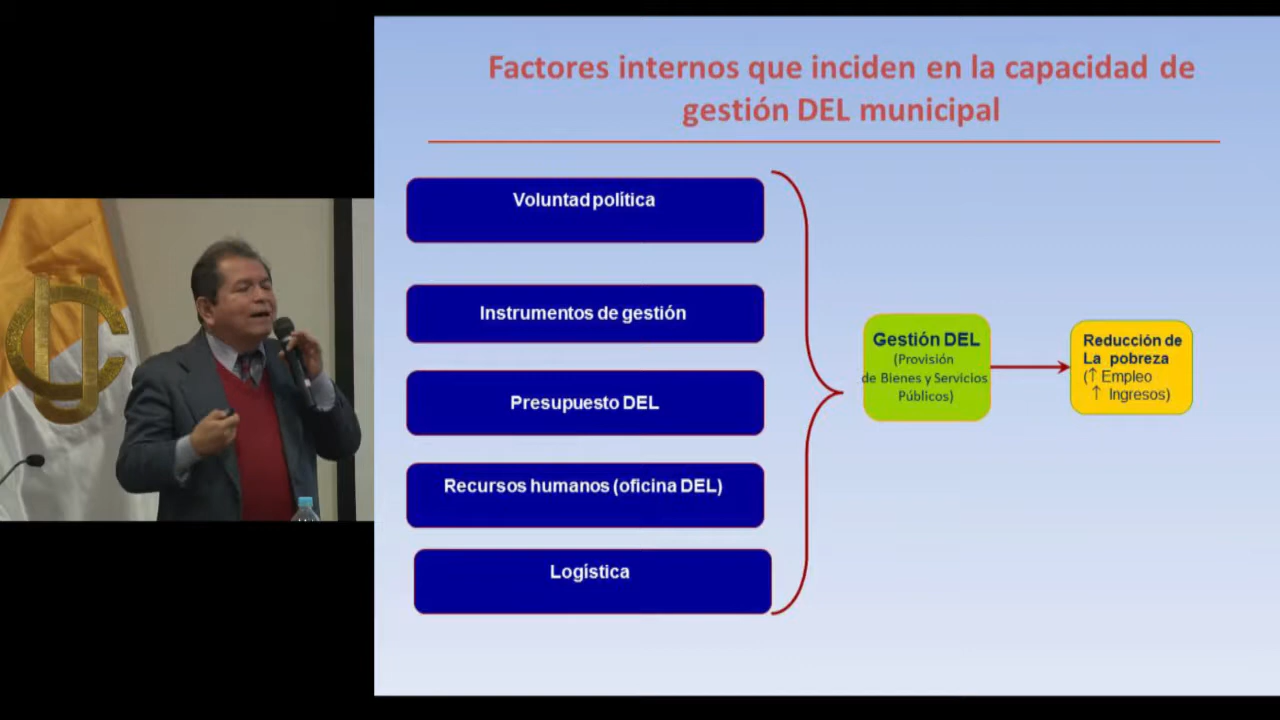 Factores internos que inciden en la capacidad de
gestión DEL municipal
Voluntad política
Instrumentos de gestión
Presupuesto DEL
Recursos humanos (oficina DEL)
Logística
Gestión DEL
(Provisión
de Bienes y Servicios
Públicos)
Reducción de
La pobreza
(↑ Empleo
↑ Ingresos)